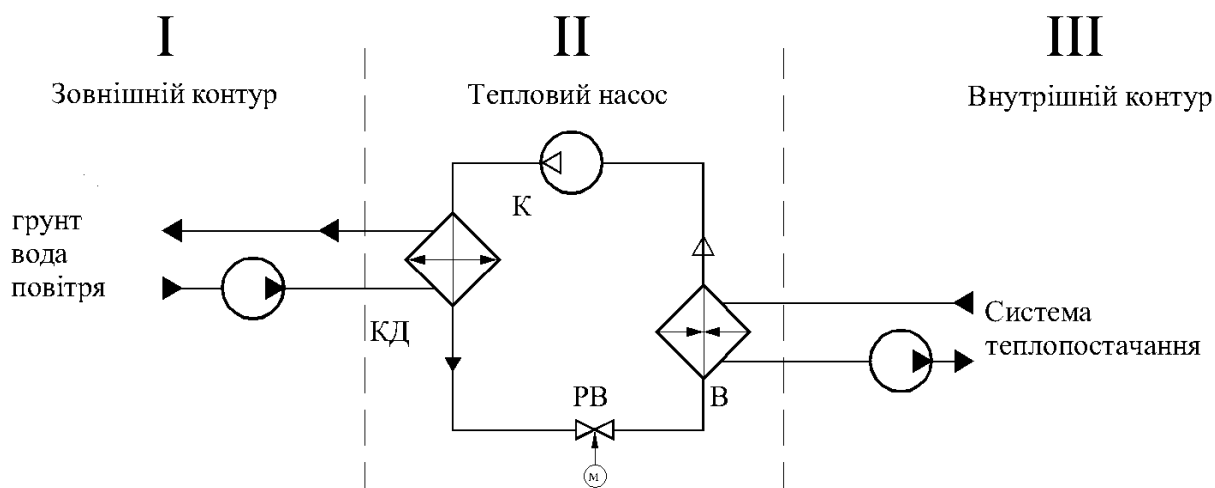 I
II
III
Зовнішній контур
Тепловий насос
Внутрішній контур
К
грунт
вода
повітря
КД
Система
теплопостачання
РВ
В
М